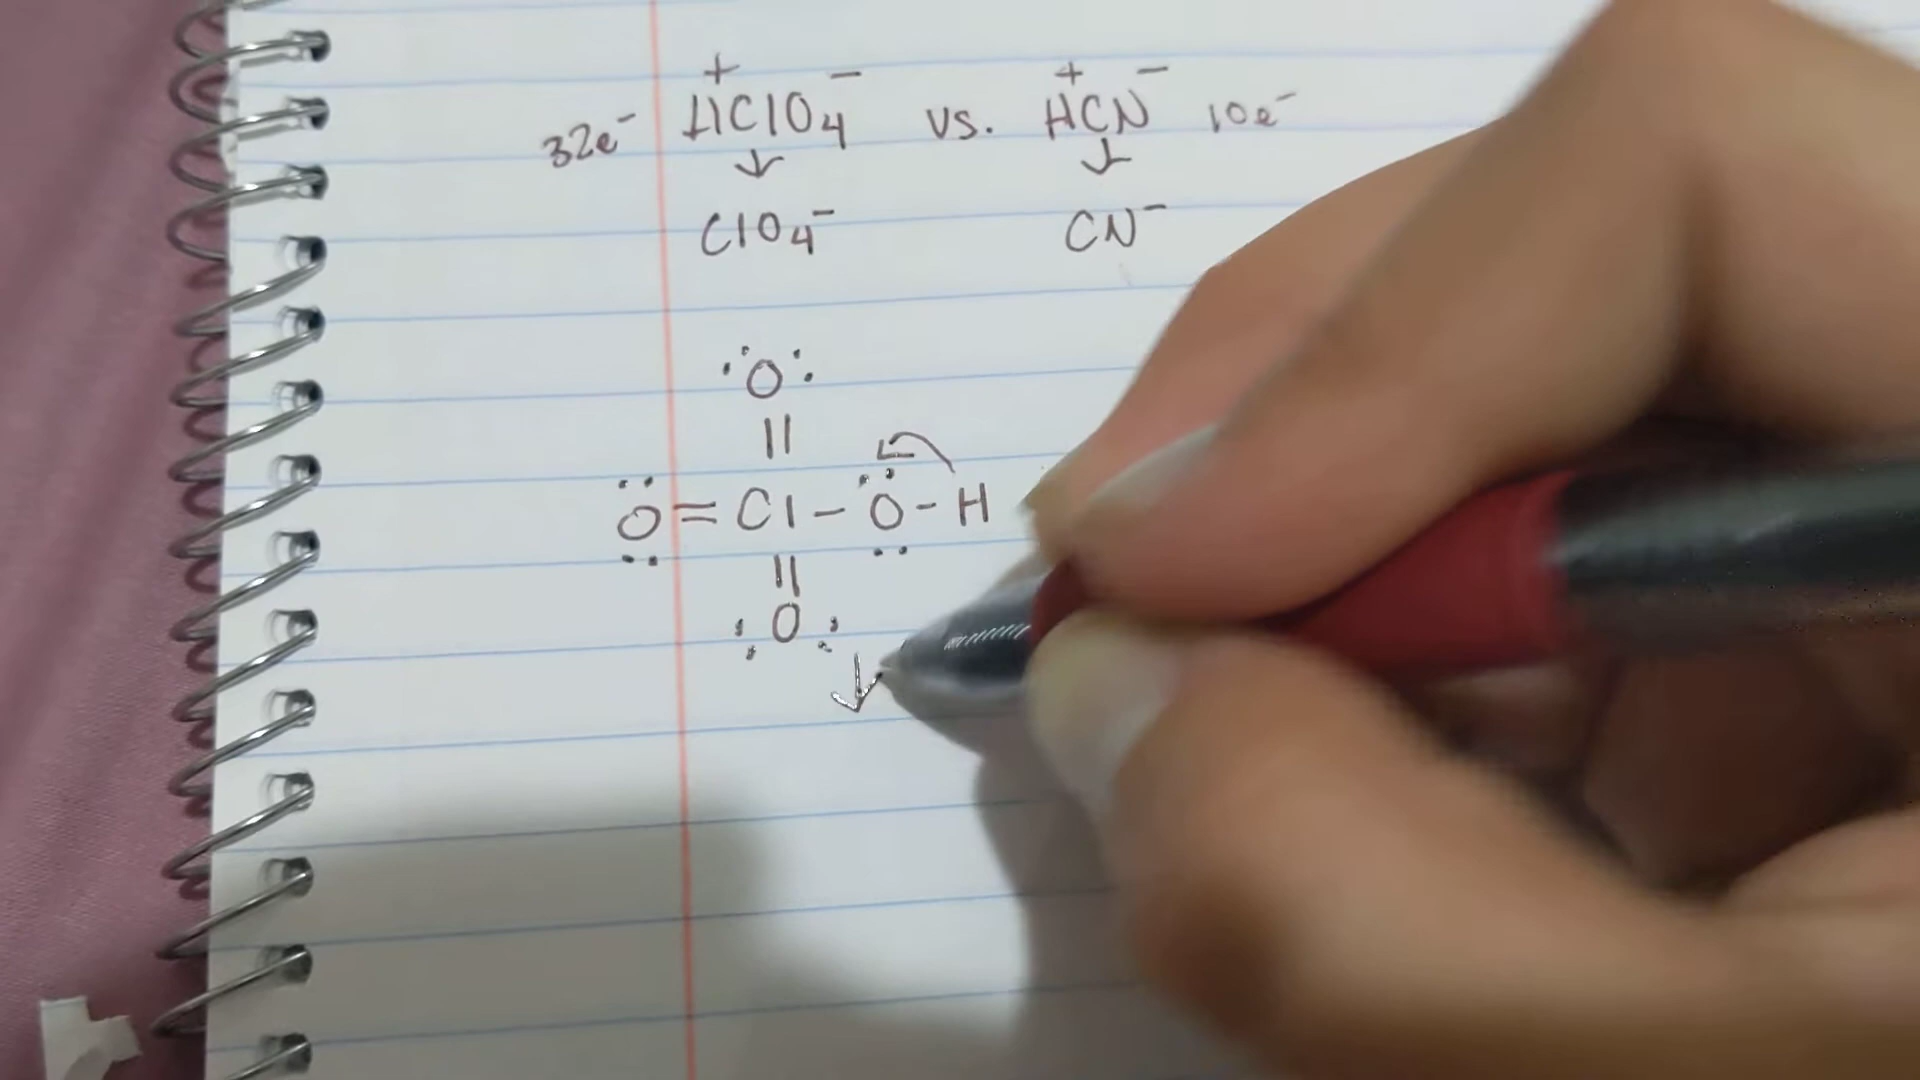 + − + −
32e⁻ HClO₄ vs. HCN 10e⁻
↓ ↓
ClO₄⁻ CN⁻
O
||
O = Cl - O - H
||
O
↓